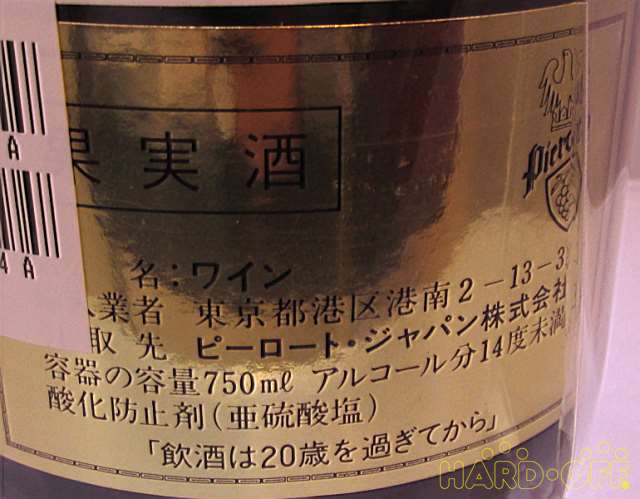 A
4A
果実酒
Pier
名:ワイン
入業者 東京都港区港南2-13-3
取先 ピーロート・ジャパン株式会社
容器の容量750mℓ アルコール分14度未満
酸化防止剤(亜硫酸塩)
「飲酒は20歳を過ぎてから」
HARD-OFF